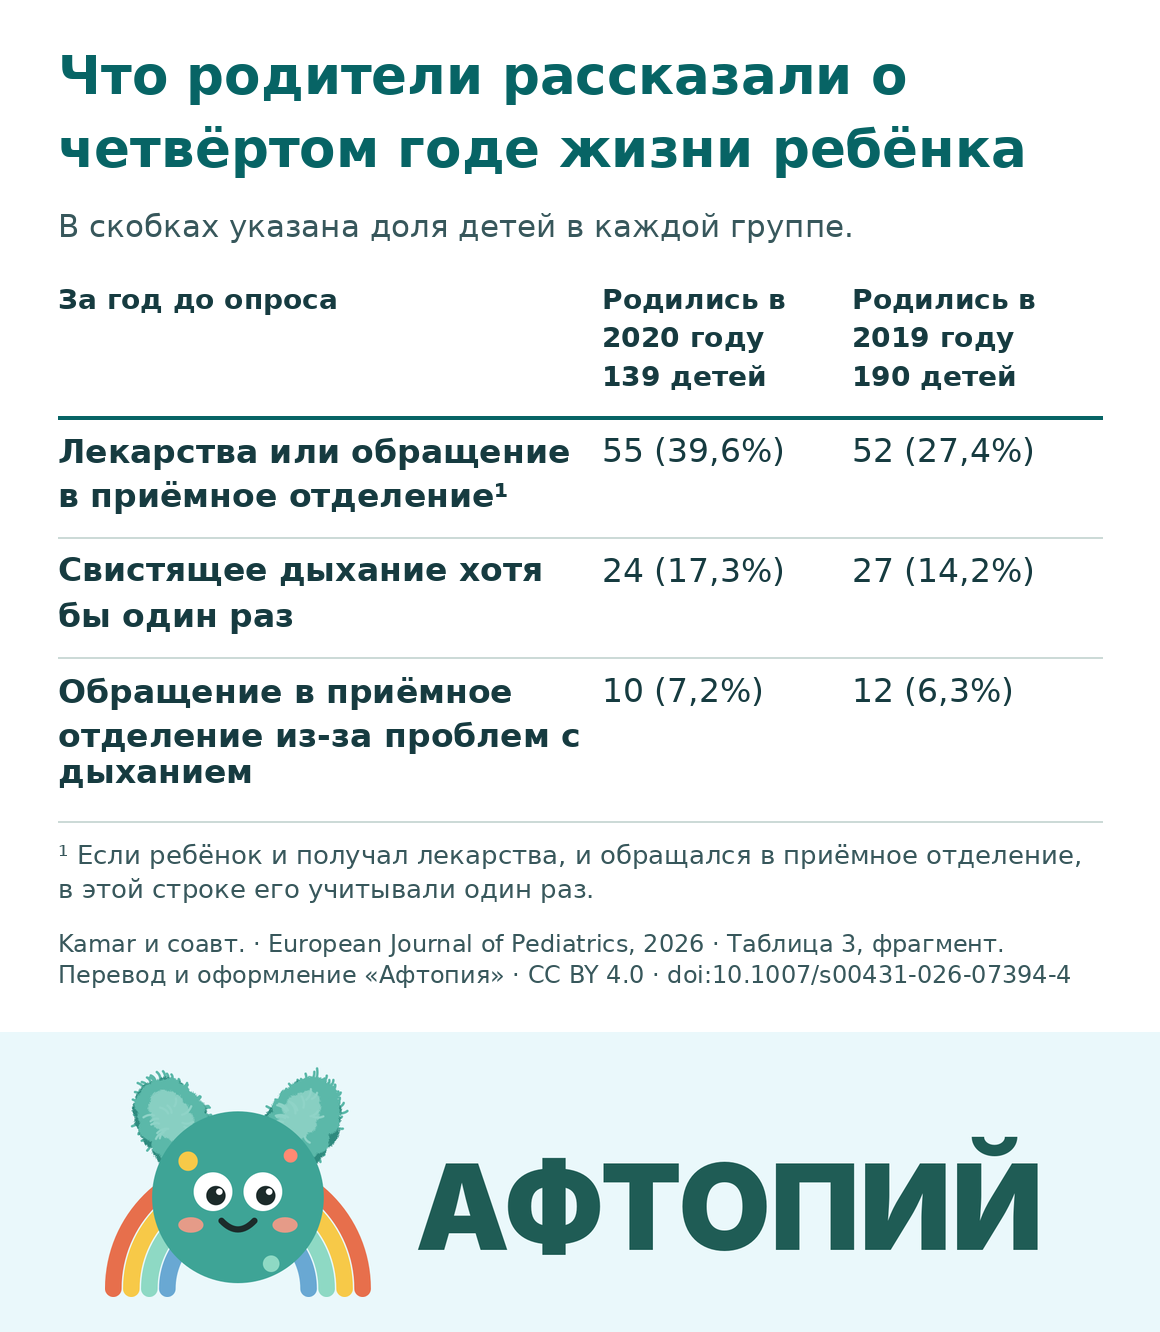 Что родители рассказали о
четвёртом годе жизни ребёнка
В скобках указана доля детей в каждой группе.
За год до опроса
Родились в
2020 году
139 детей
Родились в
2019 году
190 детей
Лекарства или обращение
в приёмное отделение¹
55 (39,6%)
52 (27,4%)
Свистящее дыхание хотя
бы один раз
24 (17,3%)
27 (14,2%)
Обращение в приёмное
отделение из-за проблем с
дыханием
10 (7,2%)
12 (6,3%)
¹ Если ребёнок и получал лекарства, и обращался в приёмное отделение,
в этой строке его учитывали один раз.
Kamar и соавт. · European Journal of Pediatrics, 2026 · Таблица 3, фрагмент.
Перевод и оформление «Афтопия» · CC BY 4.0 · doi:10.1007/s00431-026-07394-4
АФТОПИЙ